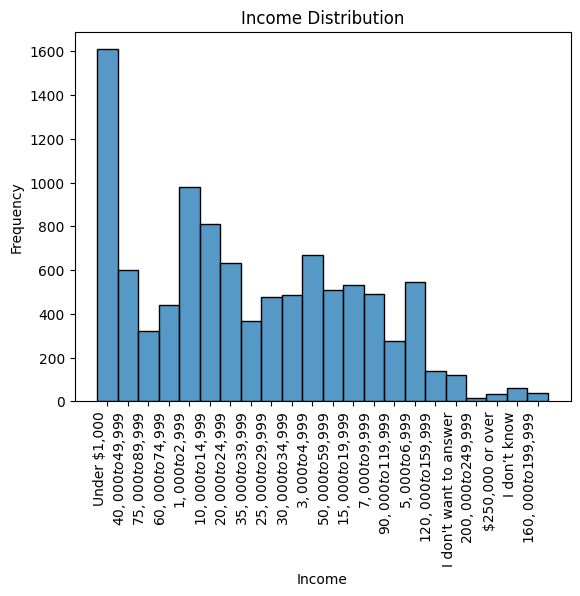 Income Distribution
Frequency
1600
1400
1200
1000
800
600
400
200
0
Under $1,000
40,000to49,999
75,000to89,999
60,000to74,999
1,000to2,999
10,000to14,999
20,000to24,999
35,000to39,999
25,000to29,999
30,000to34,999
3,000to4,999
50,000to59,999
15,000to19,999
7,000to9,999
90,000to119,999
5,000to6,999
120,000to159,999
I don't want to answer
200,000to249,999
$250,000 or over
I don't know
160,000to199,999
Income